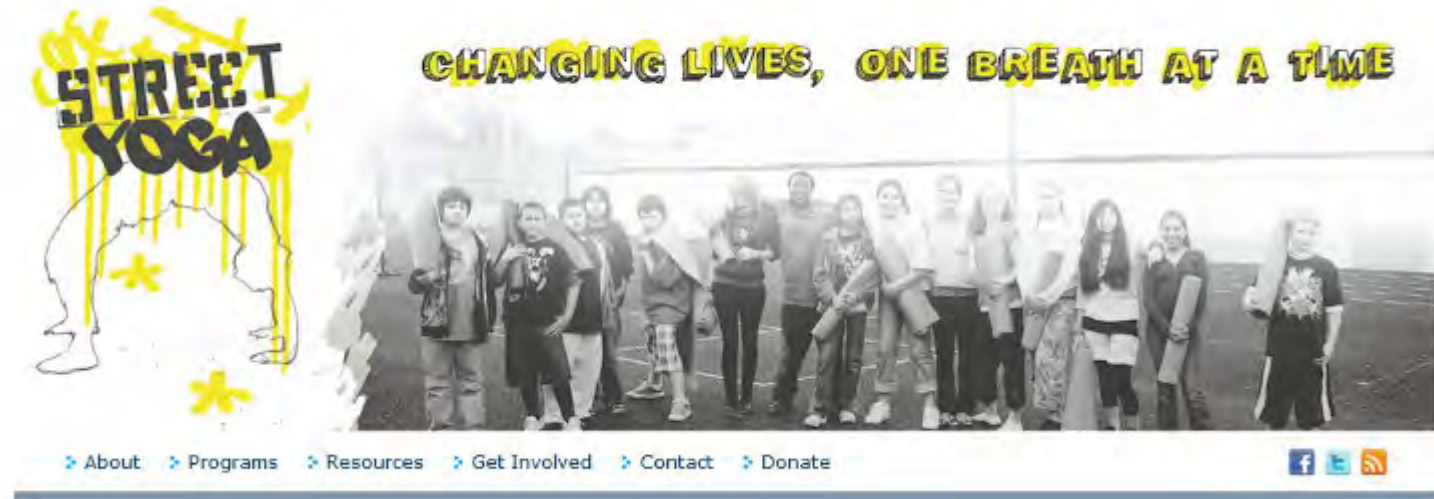 STREET
YOGA
CHANGING LIVES, ONE BREATH AT A TIME
About Programs Resources Get Involved Contact Donate